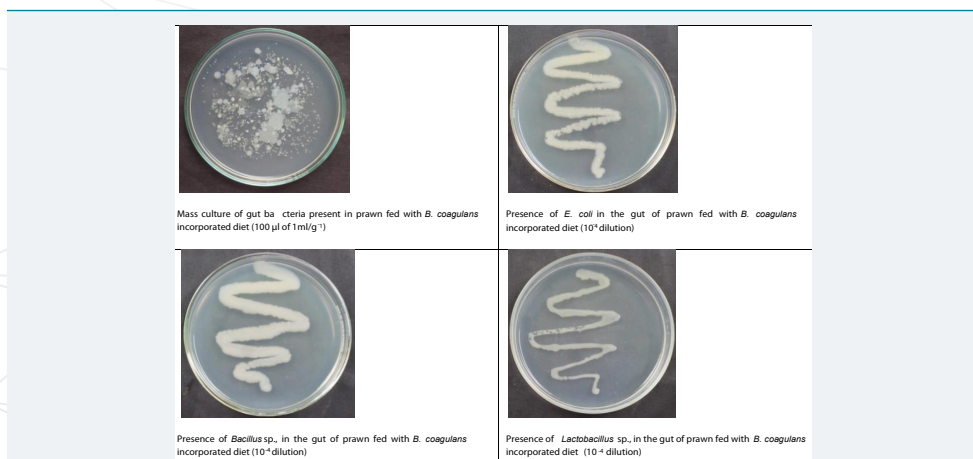 Mass culture of gut ba cteria present in prawn fed with B. coagulans
incorporated diet (100 µl of 1ml/g⁻¹)
Presence of E. coli in the gut of prawn fed with B. coagulans
incorporated diet (10⁻⁴ dilution)
Presence of Bacillus sp., in the gut of prawn fed with B. coagulans
incorporated diet (10⁻⁴ dilution)
Presence of Lactobacillus sp., in the gut of prawn fed with B. coagulans
incorporated diet (10⁻⁴ dilution)